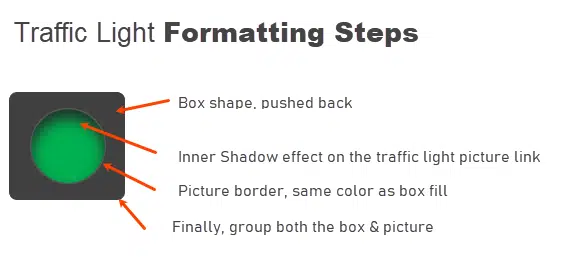 Traffic Light Formatting Steps
Box shape, pushed back
Inner Shadow effect on the traffic light picture link
Picture border, same color as box fill
Finally, group both the box & picture